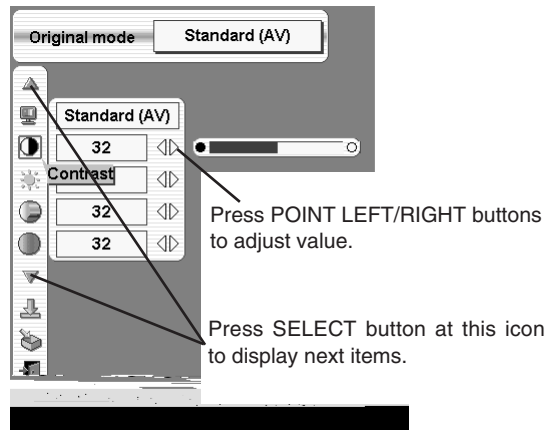 Original mode
Standard (AV)
Standard (AV)
32
Contrast
32
32
Press POINT LEFT/RIGHT buttons
to adjust value.
Press SELECT button at this icon
to display next items.